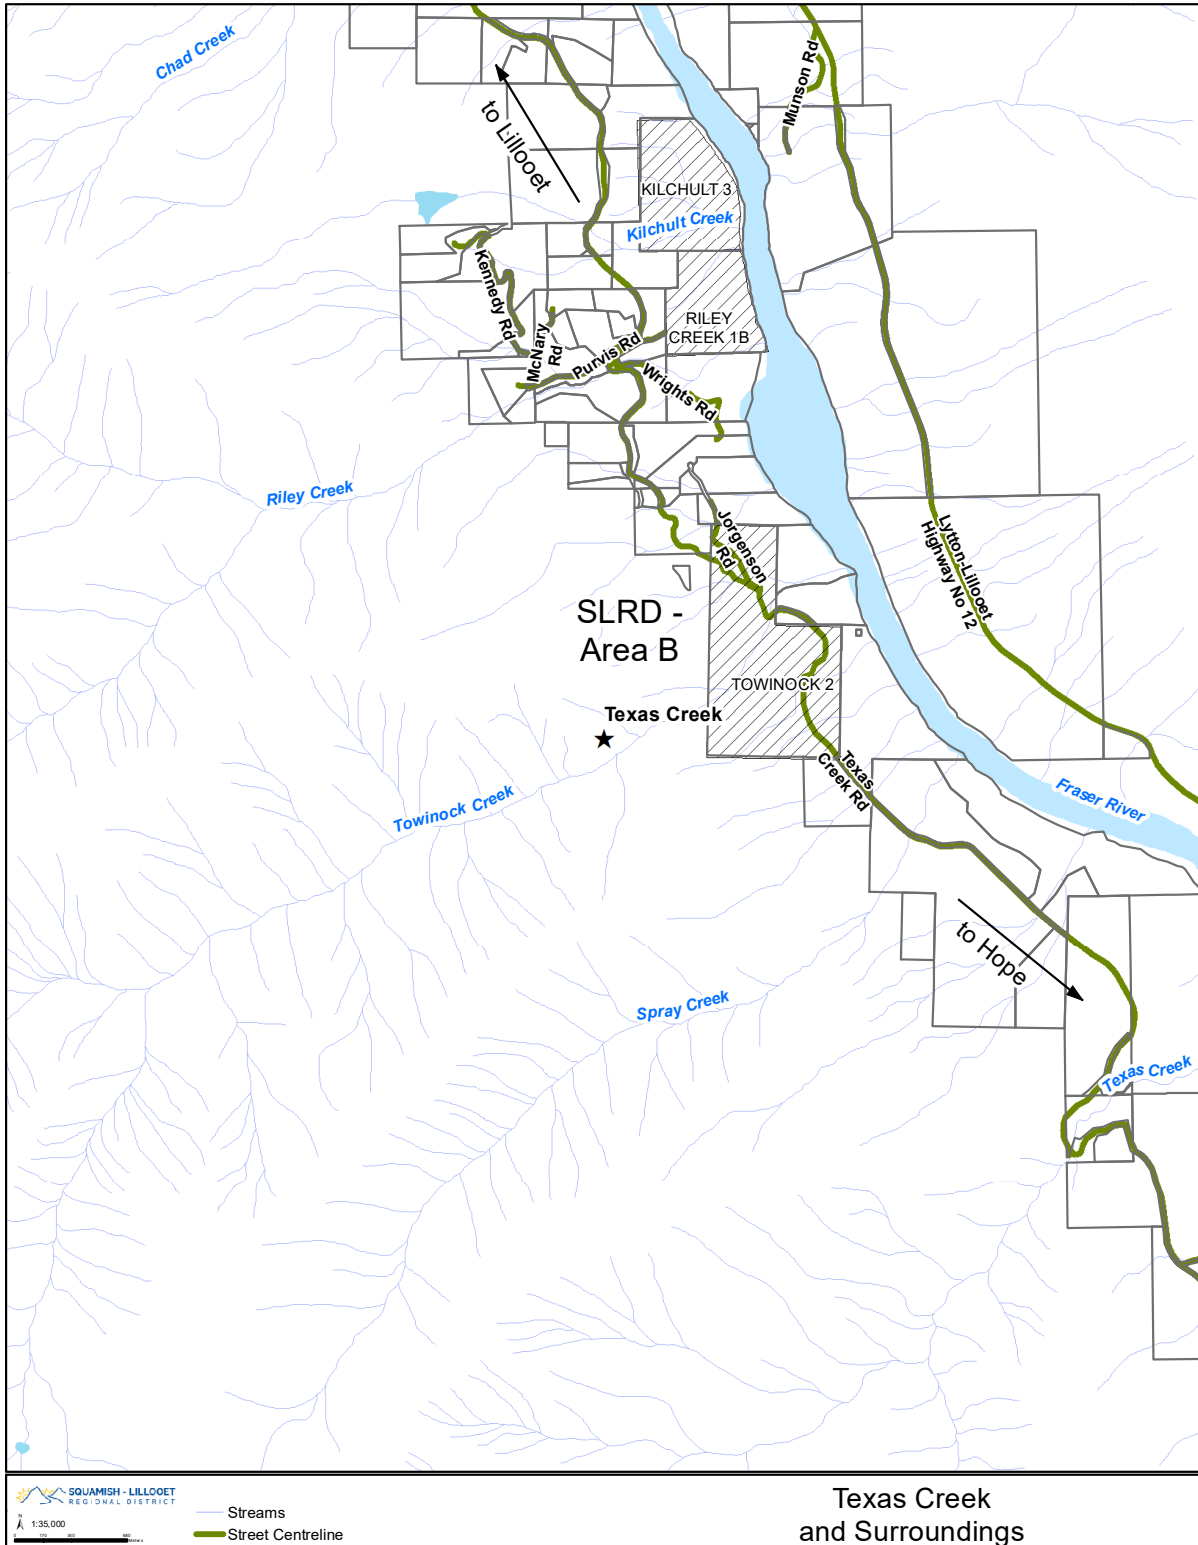 Chad Creek
Munson Rd
to Lillooet
KILCHULT 3
Kilchult Creek
Kennedy Rd
RILEY
CREEK 1B
McNary
Rd
Purvis Rd
Wrights Rd
Riley Creek
Jorgenson
Rd
Lytton-Lillooet
Highway No 12
SLRD -
Area B
TOWINOCK 2
Texas Creek
Texas
Creek Rd
Fraser River
Towinock Creek
to Hope
Spray Creek
Texas Creek
SQUAMISH - LILLOOET
REGIONAL DISTRICT
N
1:35,000
Meters
Streams
Street Centreline
Texas Creek
and Surroundings